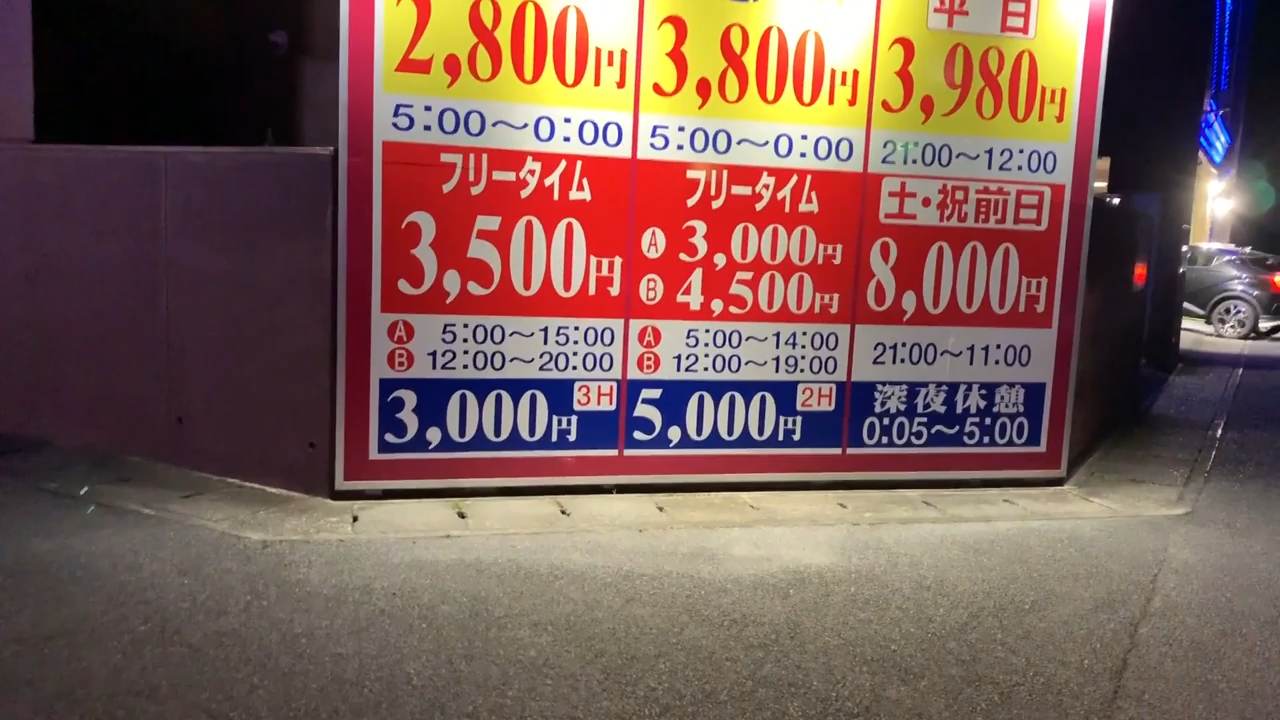 2,800円
5:00～0:00
フリータイム
3,500円
Ⓐ 5:00～15:00
Ⓑ 12:00～20:00
3,000円 3H
3,800円
5:00～0:00
フリータイム
Ⓐ 3,000円
Ⓑ 4,500円
Ⓐ 5:00～14:00
Ⓑ 12:00～19:00
5,000円 2H
平日
3,980円
21:00～12:00
土・祝前日
8,000円
21:00～11:00
深夜休憩
0:05～5:00